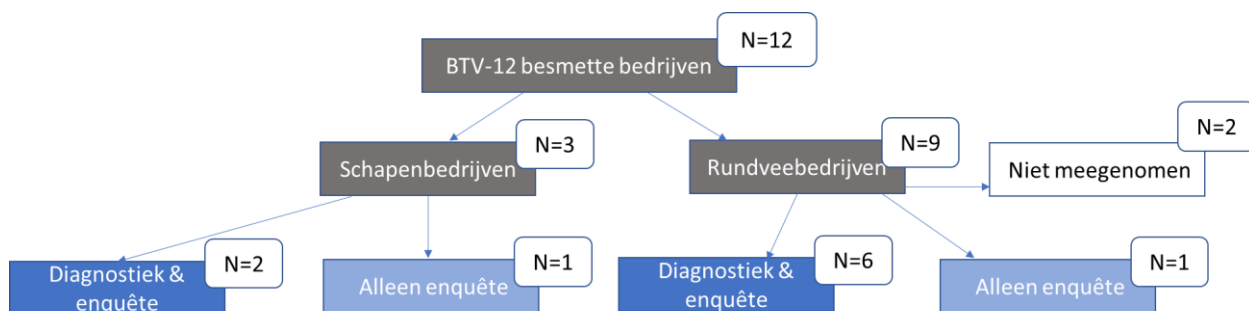 N=12
BTV-12 besmette bedrijven
N=3
Schapenbedrijven
N=9
Rundveebedrijven
N=2
Niet meegenomen
N=2
Diagnostiek &
enquête
N=1
Alleen enquête
N=6
Diagnostiek &
enquête
N=1
Alleen enquête